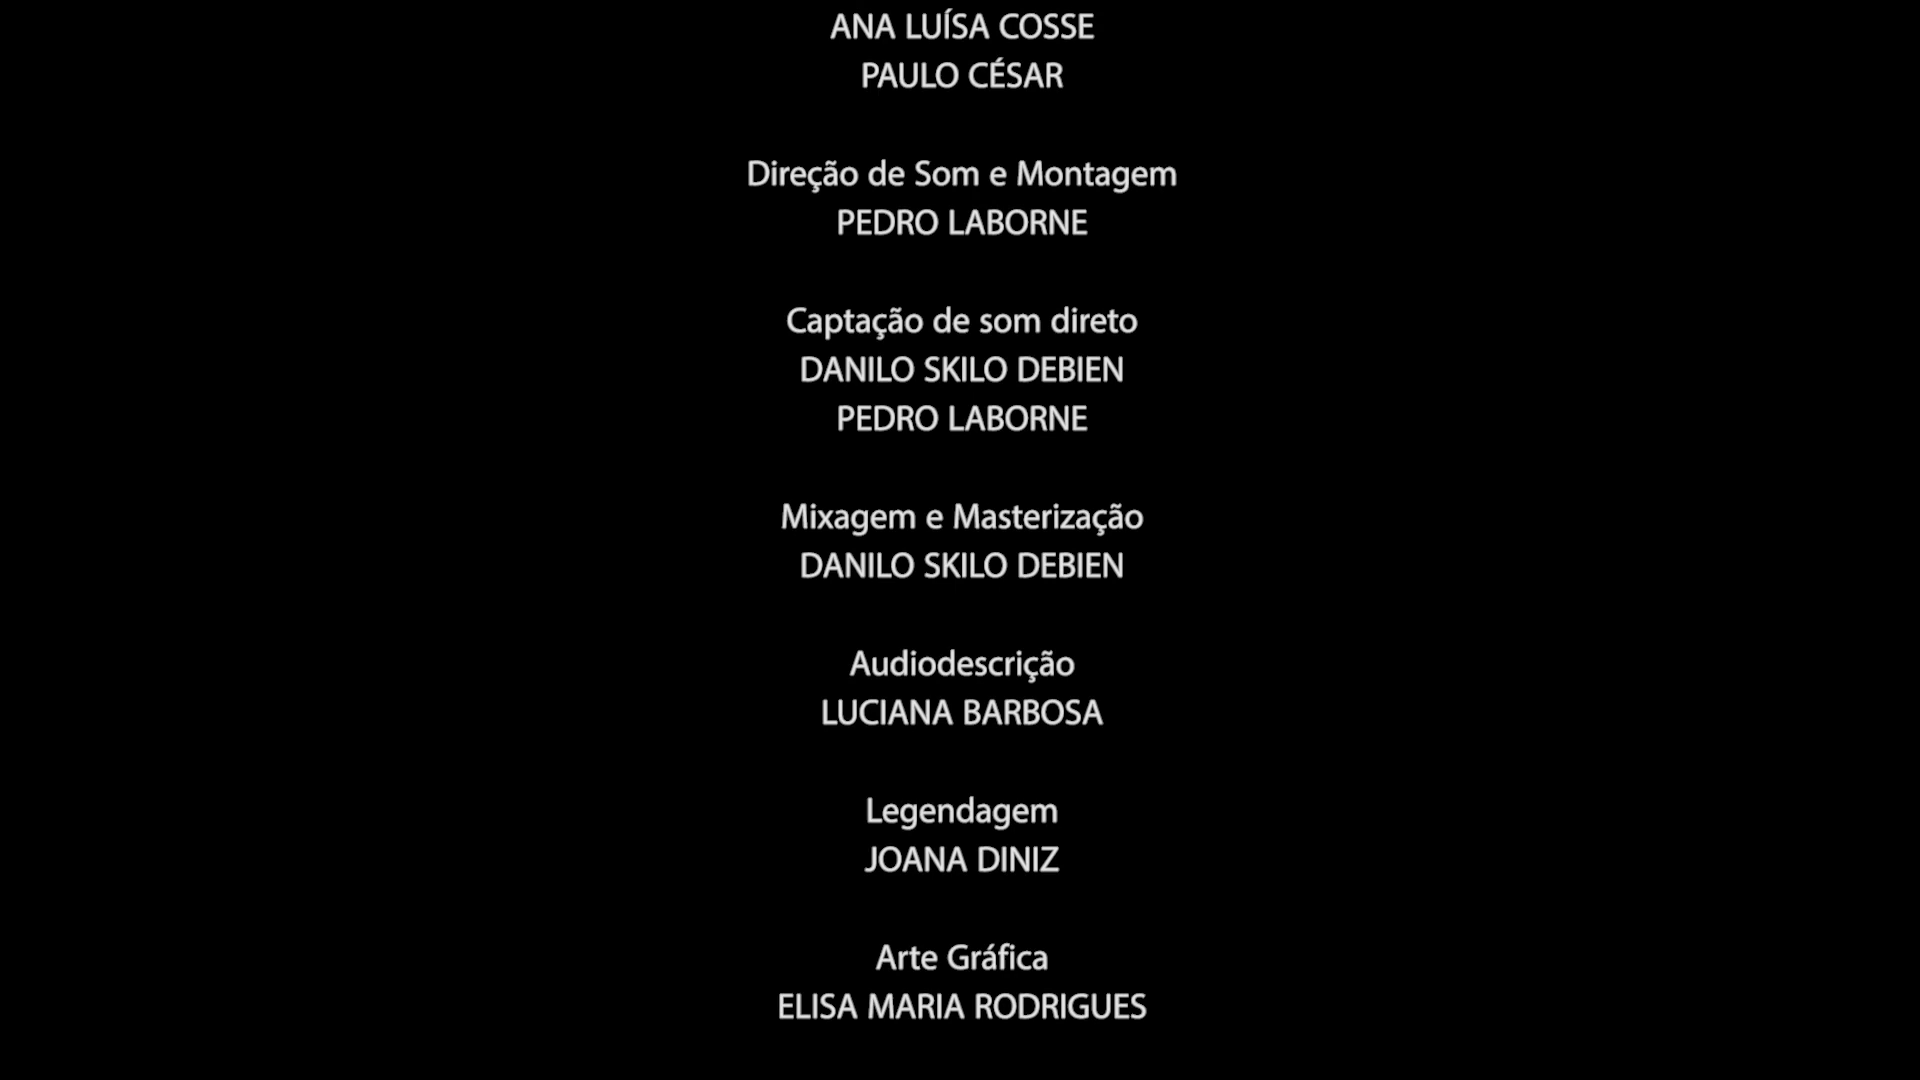 ANA LUÍSA COSSE
PAULO CÉSAR
Direção de Som e Montagem
PEDRO LABORNE
Captação de som direto
DANILO SKILO DEBIEN
PEDRO LABORNE
Mixagem e Masterização
DANILO SKILO DEBIEN
Audiodescrição
LUCIANA BARBOSA
Legendagem
JOANA DINIZ
Arte Gráfica
ELISA MARIA RODRIGUES